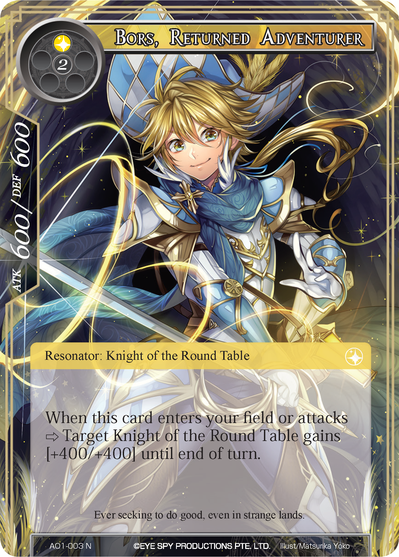 2
Bors, Returned Adventurer
ATK 600/DEF 600
Resonator: Knight of the Round Table
When this card enters your field or attacks
⇨ Target Knight of the Round Table gains
[+400/+400] until end of turn.
Ever seeking to do good, even in strange lands.
AO1-003 N
©EYE SPY PRODUCTIONS PTE. LTD.
Illust/Matsurika Yoko